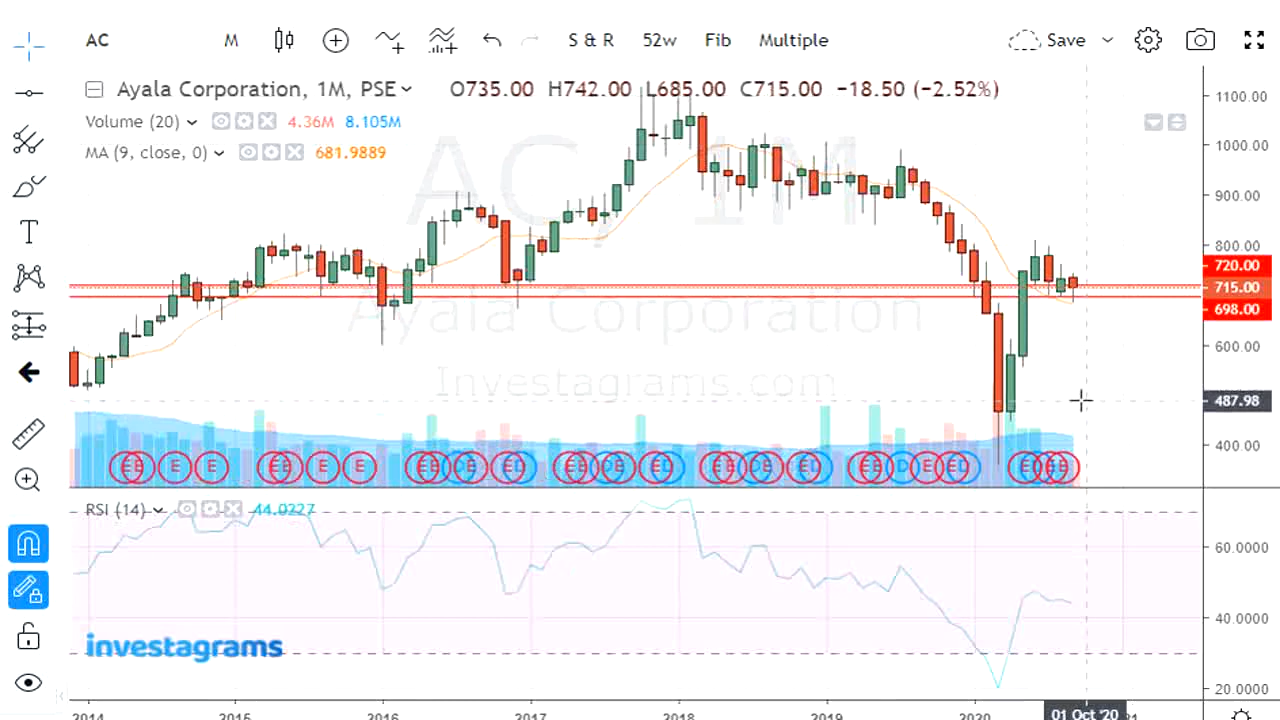 AC M S & R 52w Fib Multiple Save
Ayala Corporation, 1M, PSE O735.00 H742.00 L685.00 C715.00 −18.50 (−2.52%)
Volume (20) 4.36M 8.105M
MA (9, close, 0) 681.9889
AC, 1M
Ayala Corporation
Investagrams.com
1100.00
1000.00
900.00
800.00
720.00
715.00
698.00
600.00
487.98
400.00
E E E E E E E E E E D E E D E E D E E D E E D E E D E E D E E D E E E
RSI (14) 44.0227
60.0000
40.0000
20.0000
investagrams
2014 2015 2016 2017 2018 2019 2020 01 Oct '20 21